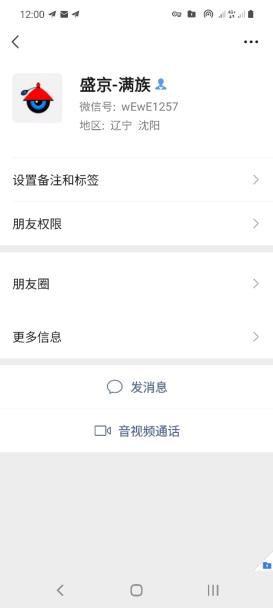 12:00
盛京-满族
微信号: wEwE1257
地区: 辽宁 沈阳
设置备注和标签
朋友权限
朋友圈
更多信息
发消息
音视频通话